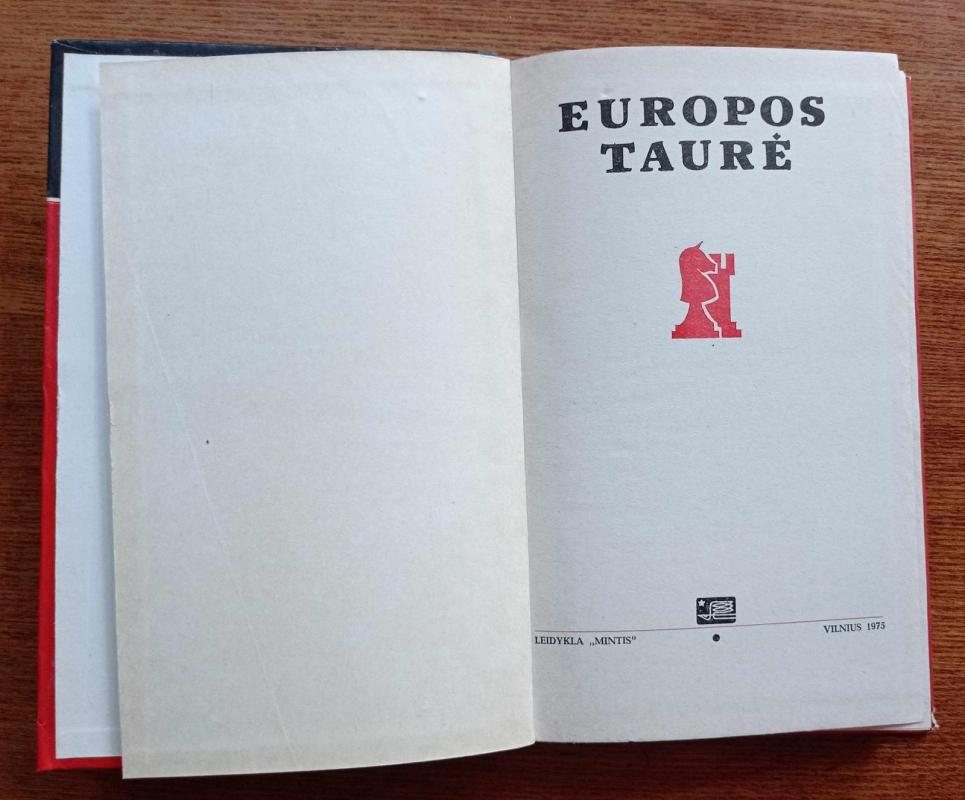 EUROPOS
TAURĖ
LEIDYKLA „MINTIS“
VILNIUS 1975